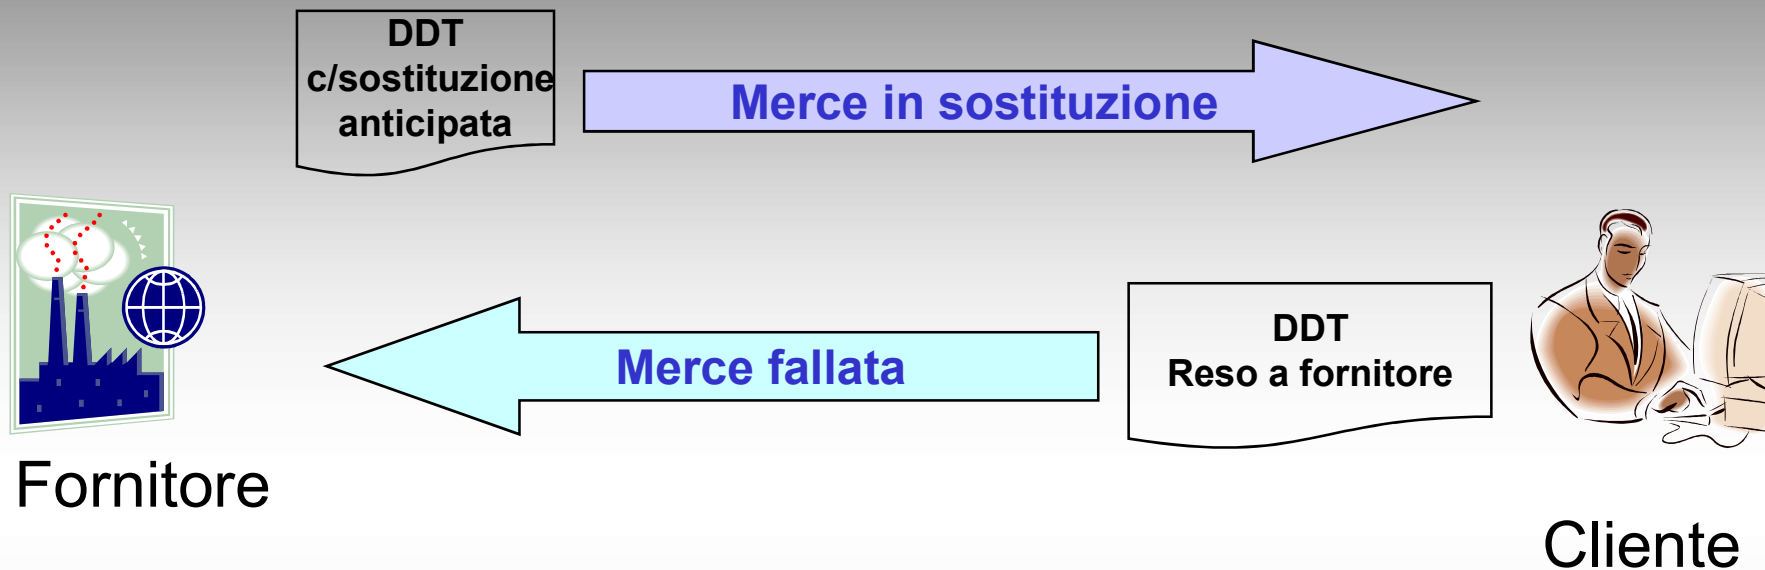 DDT
c/sostituzione
anticipata
Merce in sostituzione
Merce fallata
DDT
Reso a fornitore
Fornitore
Cliente